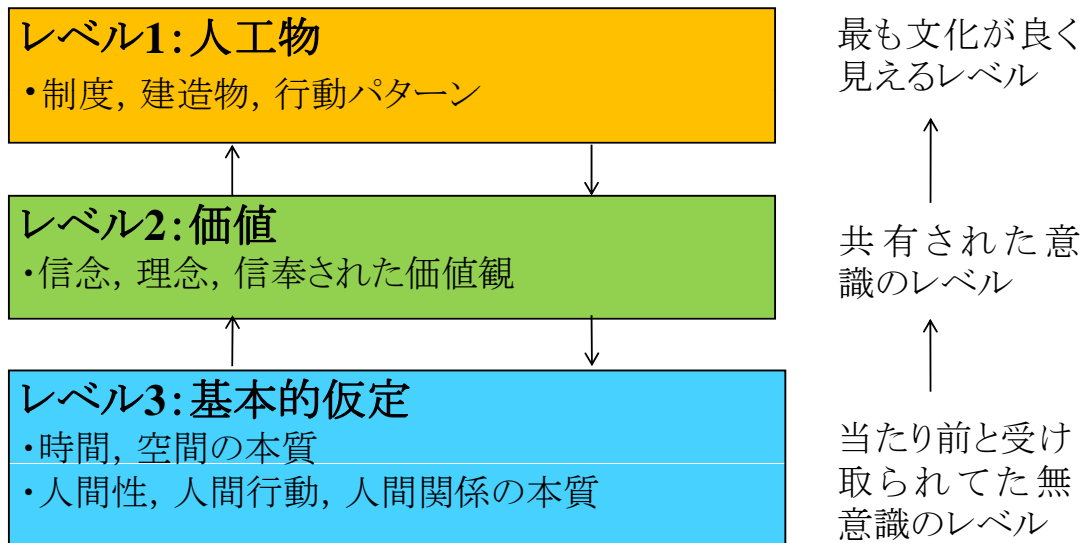 レベル1:人工物
・制度, 建造物, 行動パターン
最も文化が良く
見えるレベル
レベル2:価値
・信念, 理念, 信奉された価値観
共有された意
識のレベル
レベル3:基本的仮定
・時間, 空間の本質
・人間性, 人間行動, 人間関係の本質
当たり前と受け
取られてた無
意識のレベル